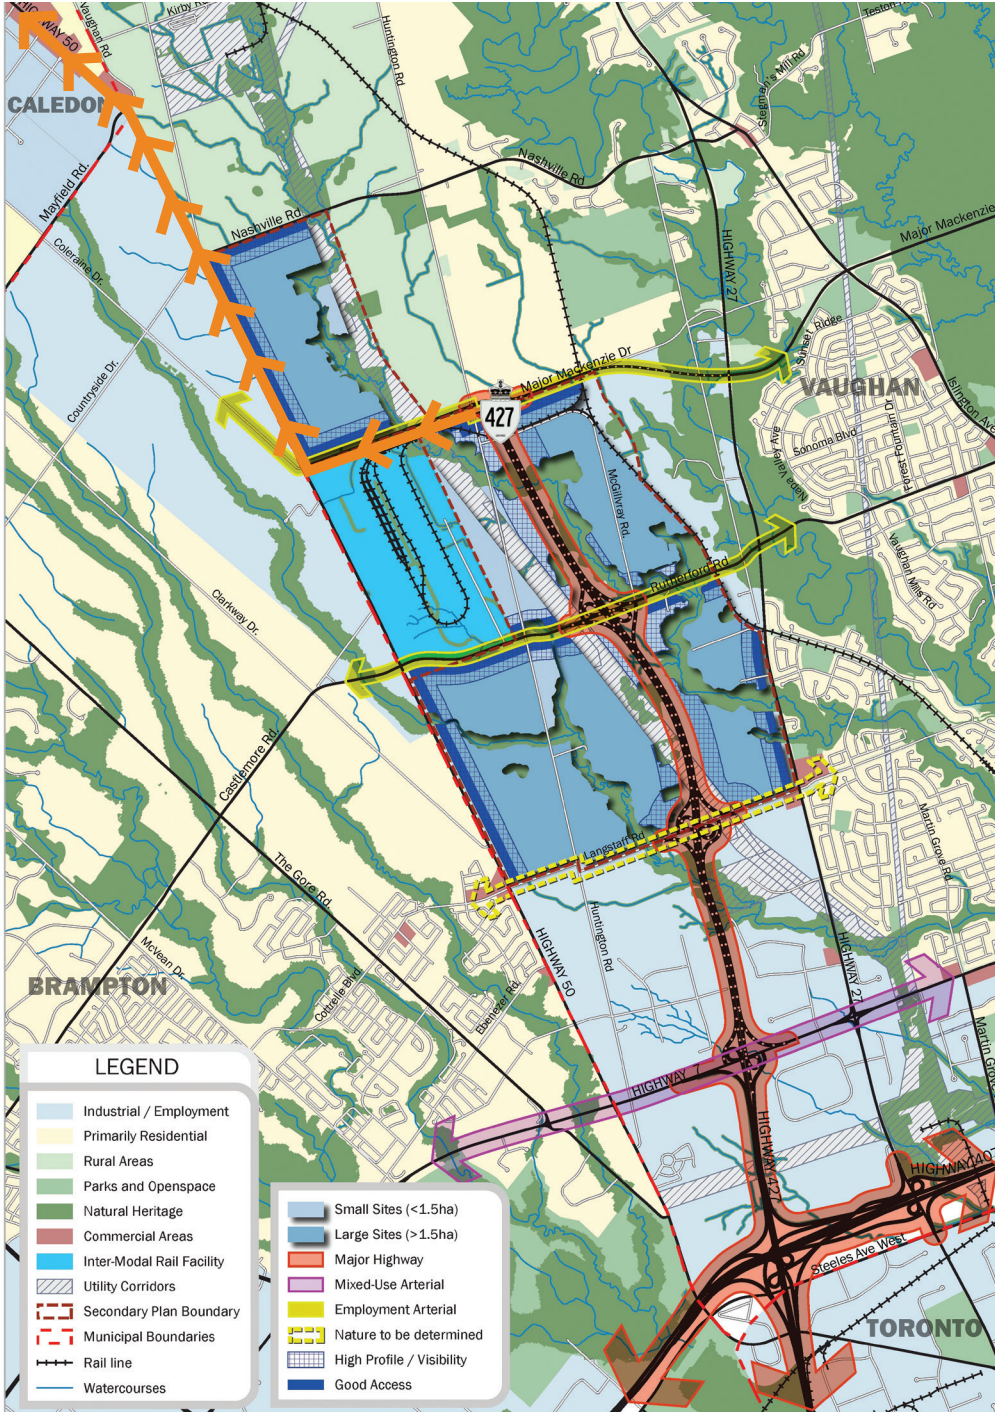 HIGHWAY 50
Vaughan Rd
Kirby Rd
Huntington Rd
Teston
Stegman's Mill Rd
CALEDON
Mayfield Rd.
Nashville Rd
Nashville Rd
Coleraine Dr.
HIGHWAY 27
Major Mackenzie
Sunset Ridge
Major Mackenzie Dr
VAUGHAN
Islington Ave
Countryside Dr.
427
Sonoma Blvd
Forest Fountain Dr
Napa Valley Ave
McGillvray Rd.
Vaughan Mills Rd
Rutherford Rd
Clarkway Dr.
Castlemore Rd.
Langstaff Rd
Martin Grove Rd
The Gore Rd.
Huntington Rd
HIGHWAY 50
HIGHWAY 27
McVean Dr.
BRAMPTON
Cottrelle Blvd.
Ebenezer Rd.
Martin Grove
HIGHWAY 7
HIGHWAY 427
HIGHWAY 407
Steeles Ave West
TORONTO
LEGEND
Industrial / Employment
Primarily Residential
Rural Areas
Parks and Openspace
Natural Heritage
Commercial Areas
Inter-Modal Rail Facility
Utility Corridors
Secondary Plan Boundary
Municipal Boundaries
Rail line
Watercourses
Small Sites (<1.5ha)
Large Sites (>1.5ha)
Major Highway
Mixed-Use Arterial
Employment Arterial
Nature to be determined
High Profile / Visibility
Good Access